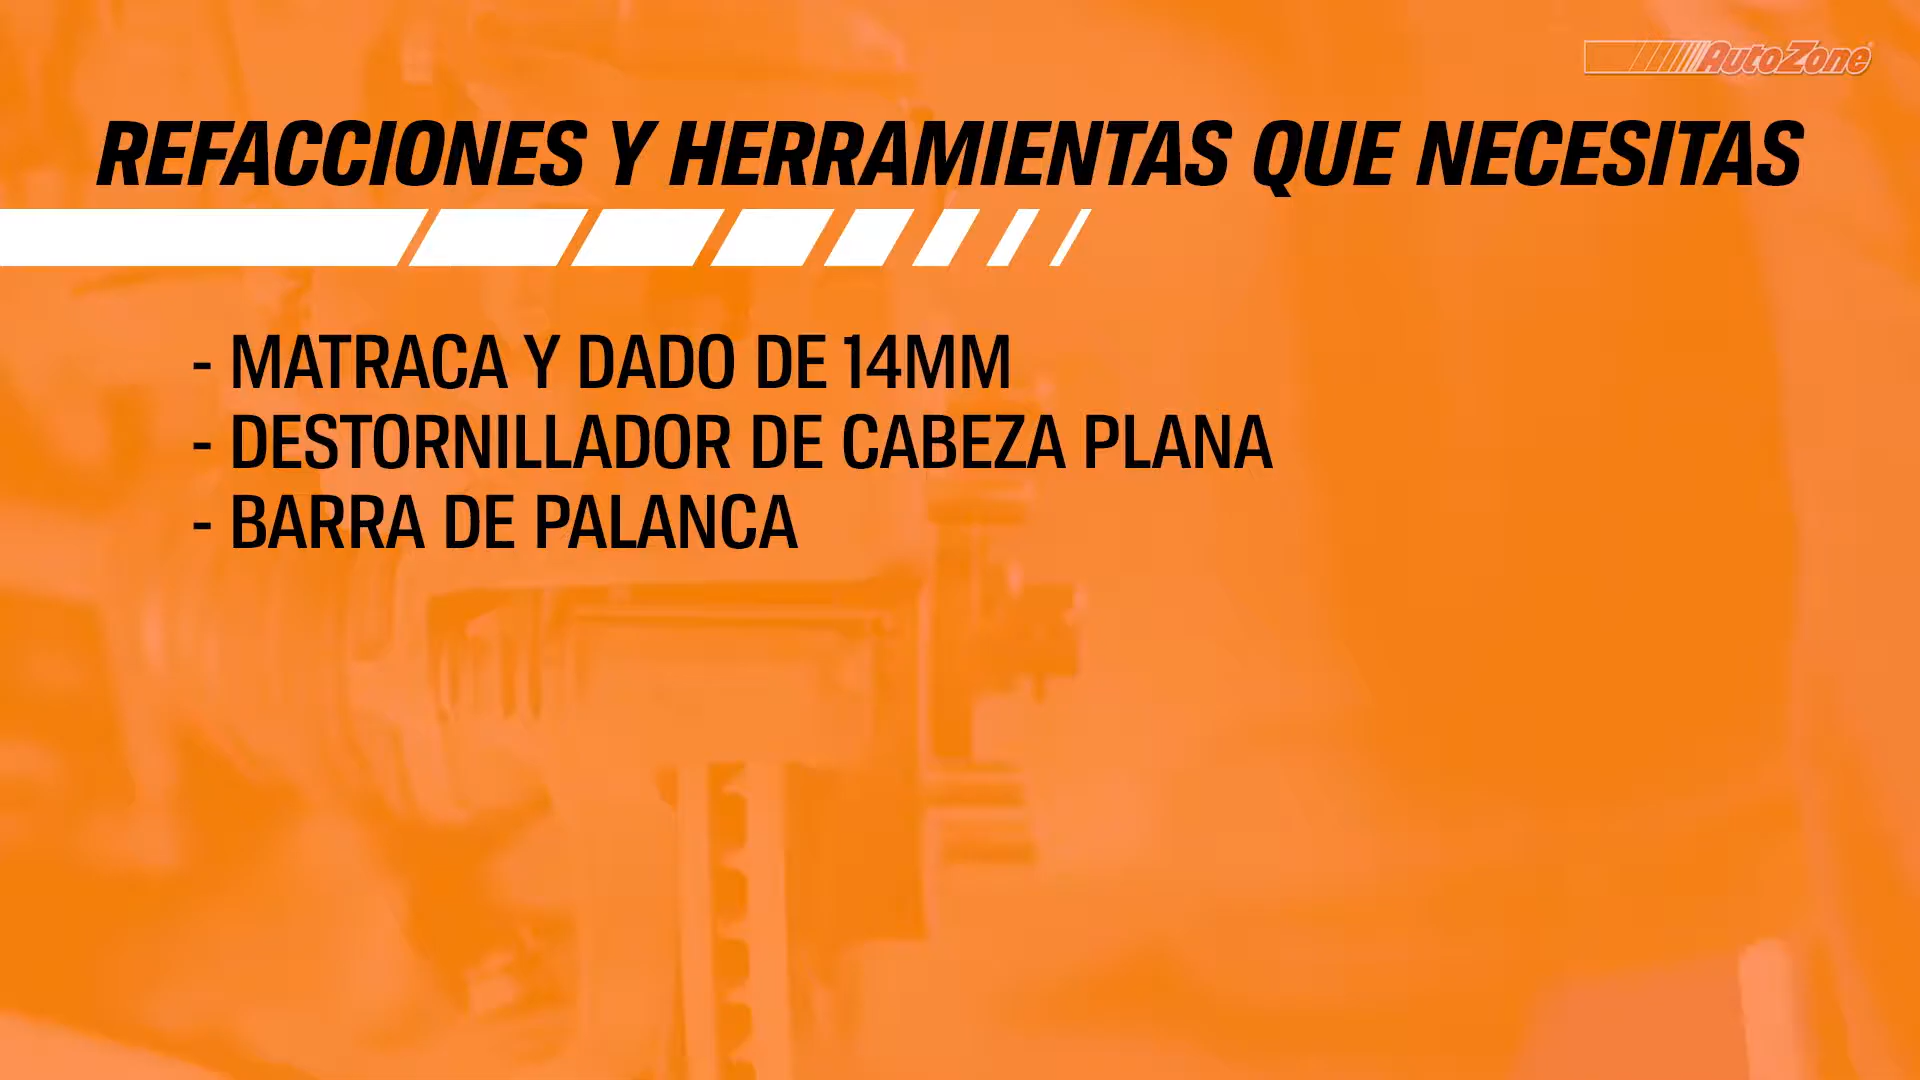 AutoZone
REFACCIONES Y HERRAMIENTAS QUE NECESITAS
- MATRACA Y DADO DE 14MM
- DESTORNILLADOR DE CABEZA PLANA
- BARRA DE PALANCA